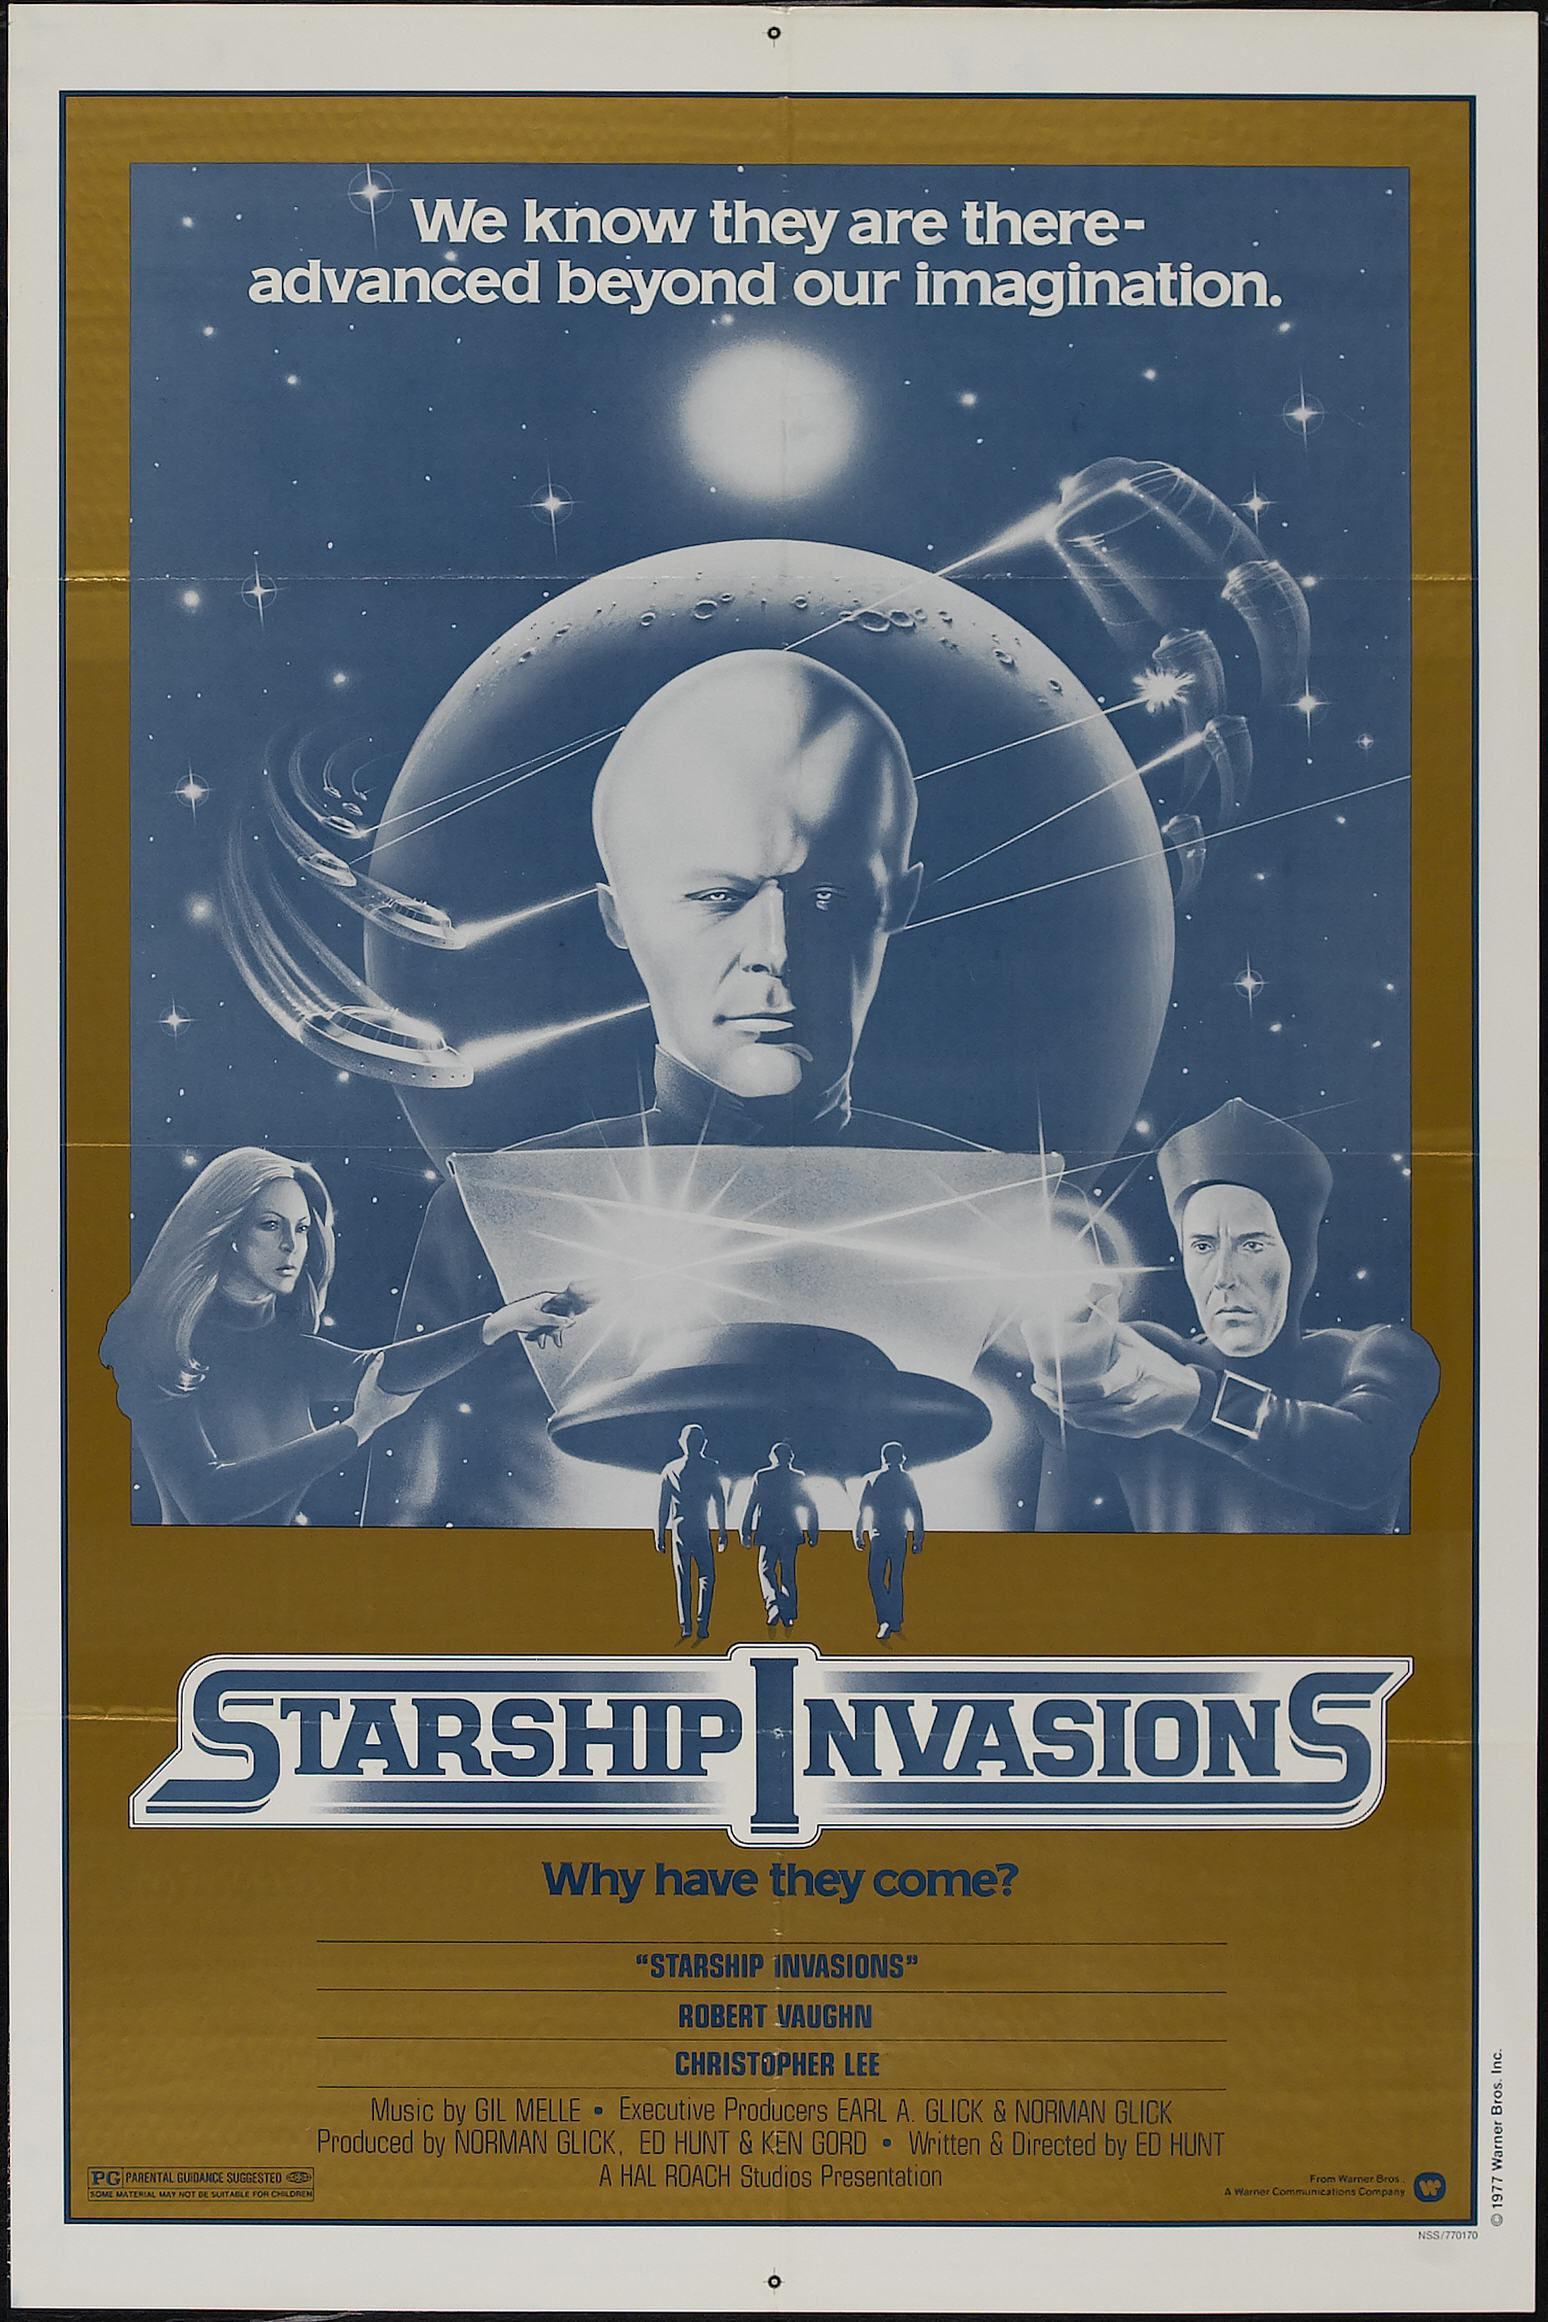 We know they are there-
advanced beyond our imagination.
STARSHIP INVASIONS
Why have they come?
“STARSHIP INVASIONS”
ROBERT VAUGHN
CHRISTOPHER LEE
Music by GIL MELLE • Executive Producers EARL A. GLICK & NORMAN GLICK
Produced by NORMAN GLICK, ED HUNT & KEN GORD • Written & Directed by ED HUNT
A HAL ROACH Studios Presentation
PG PARENTAL GUIDANCE SUGGESTED
SOME MATERIAL MAY NOT BE SUITABLE FOR CHILDREN
From Warner Bros.
A Warner Communications Company
© 1977 Warner Bros. Inc.
NSS/770170